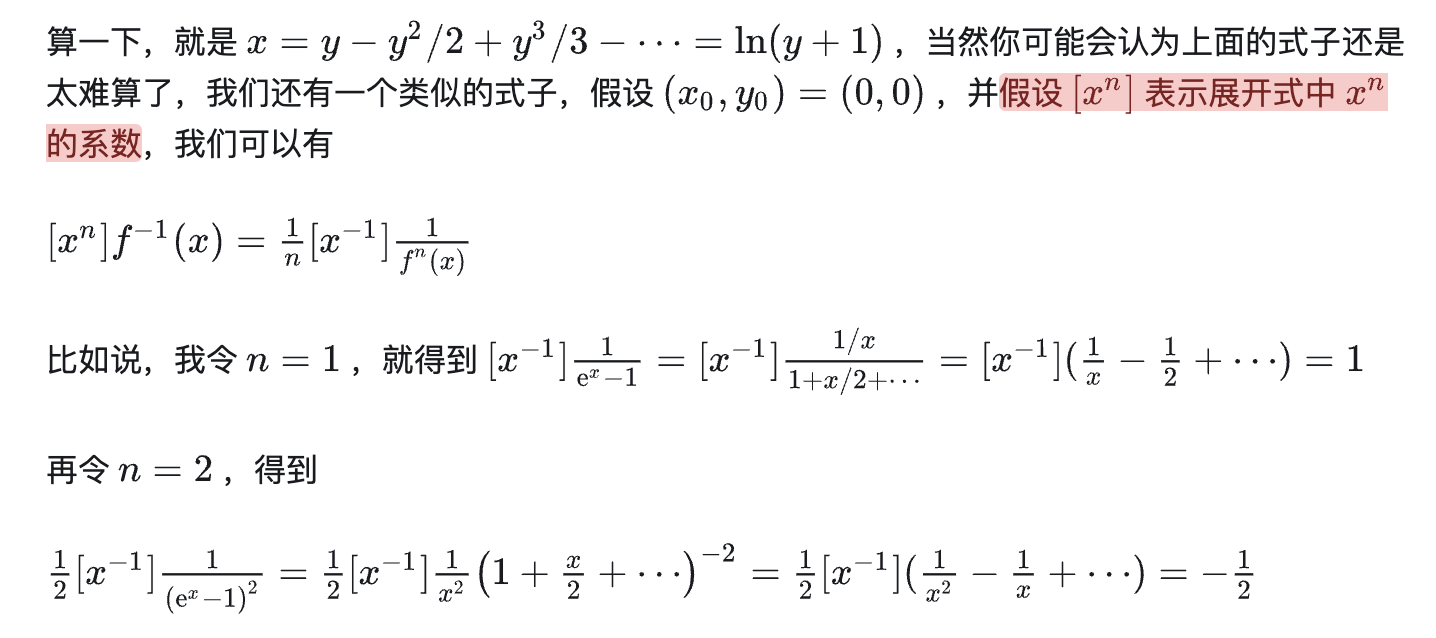 算一下，就是 $x = y - y^2/2 + y^3/3 - \cdots = \ln(y+1)$ ，当然你可能会认为上面的式子还是
太难算了，我们还有一个类似的式子，假设 $(x_0, y_0) = (0, 0)$ ，并假设 $[x^n]$ 表示展开式中 $x^n$
的系数，我们可以有
$[x^n]f^{-1}(x) = \frac{1}{n}[x^{-1}]\frac{1}{f^n(x)}$
比如说，我令 $n = 1$ ，就得到 $[x^{-1}]\frac{1}{\mathrm{e}^x-1} = [x^{-1}]\frac{1/x}{1+x/2+\cdots} = [x^{-1}](\frac{1}{x} - \frac{1}{2} + \cdots) = 1$
再令 $n = 2$ ，得到
$\frac{1}{2}[x^{-1}]\frac{1}{(\mathrm{e}^x-1)^2} = \frac{1}{2}[x^{-1}]\frac{1}{x^2}\left(1 + \frac{x}{2} + \cdots\right)^{-2} = \frac{1}{2}[x^{-1}](\frac{1}{x^2} - \frac{1}{x} + \cdots) = -\frac{1}{2}$